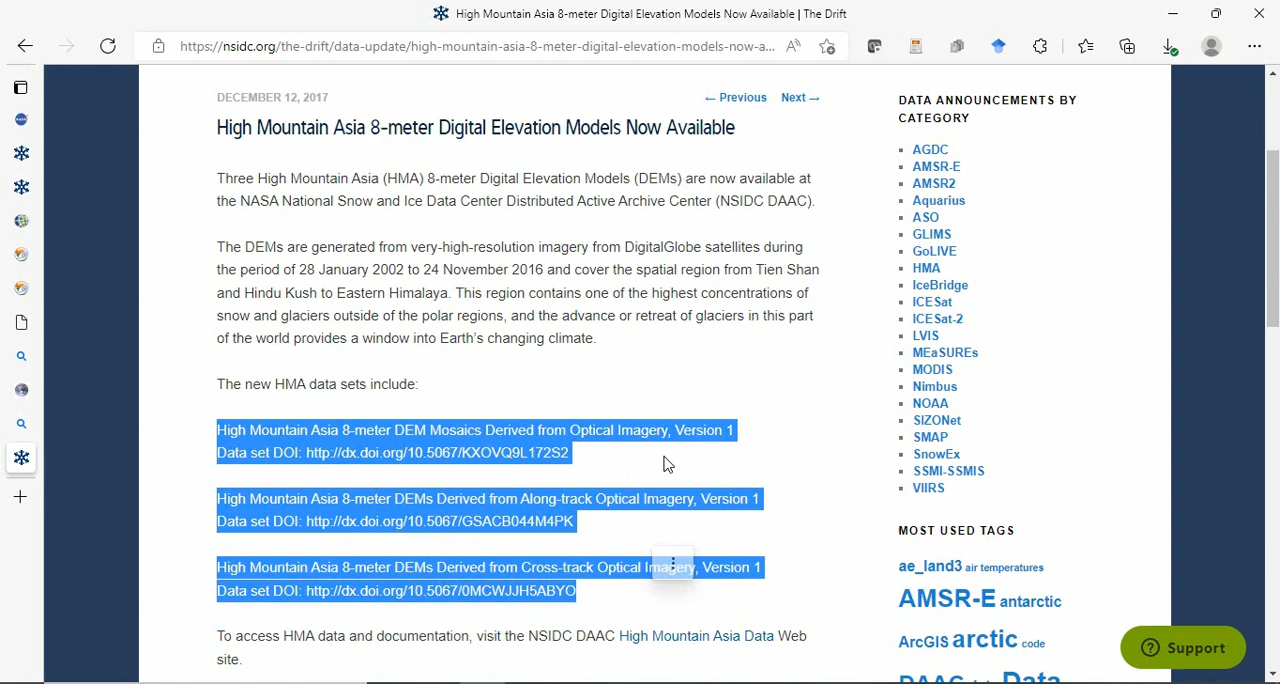 High Mountain Asia 8-meter Digital Elevation Models Now Available | The Drift
https://nsidc.org/the-drift/data-update/high-mountain-asia-8-meter-digital-elevation-models-now-a...
DECEMBER 12, 2017
← Previous Next →
High Mountain Asia 8-meter Digital Elevation Models Now Available
Three High Mountain Asia (HMA) 8-meter Digital Elevation Models (DEMs) are now available at
the NASA National Snow and Ice Data Center Distributed Active Archive Center (NSIDC DAAC).
The DEMs are generated from very-high-resolution imagery from DigitalGlobe satellites during
the period of 28 January 2002 to 24 November 2016 and cover the spatial region from Tien Shan
and Hindu Kush to Eastern Himalaya. This region contains one of the highest concentrations of
snow and glaciers outside of the polar regions, and the advance or retreat of glaciers in this part
of the world provides a window into Earth's changing climate.
The new HMA data sets include:
High Mountain Asia 8-meter DEM Mosaics Derived from Optical Imagery, Version 1
Data set DOI: http://dx.doi.org/10.5067/KXOVQ9L172S2
High Mountain Asia 8-meter DEMs Derived from Along-track Optical Imagery, Version 1
Data set DOI: http://dx.doi.org/10.5067/GSACB044M4PK
High Mountain Asia 8-meter DEMs Derived from Cross-track Optical Imagery, Version 1
Data set DOI: http://dx.doi.org/10.5067/0MCWJJH5ABYO
To access HMA data and documentation, visit the NSIDC DAAC High Mountain Asia Data Web
site.
DATA ANNOUNCEMENTS BY
CATEGORY
AGDC
AMSR-E
AMSR2
Aquarius
ASO
GLIMS
GoLIVE
HMA
IceBridge
ICESat
ICESat-2
LVIS
MEaSUREs
MODIS
Nimbus
NOAA
SIZONet
SMAP
SnowEx
SSMI-SSMIS
VIIRS
MOST USED TAGS
ae_land3 air temperatures
AMSR-E antarctic
ArcGIS arctic code
DAAC Data
Support